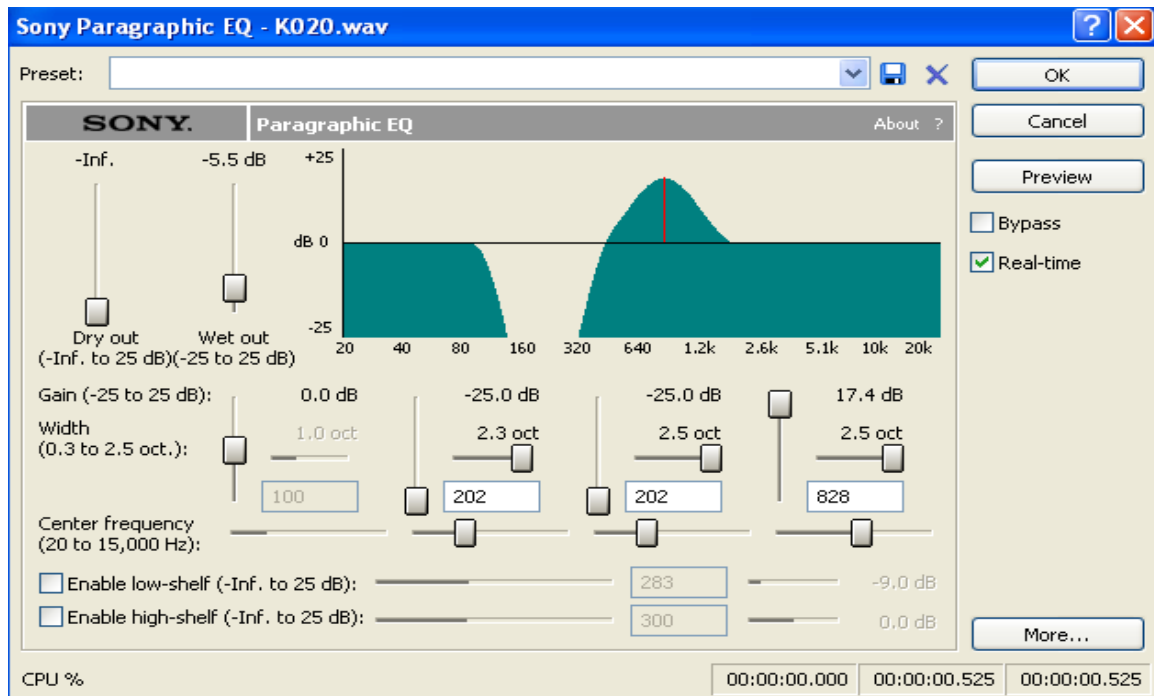 Sony Paragraphic EQ - K020.wav
Preset:
OK
SONY. Paragraphic EQ About ?
Cancel
-Inf. -5.5 dB +25
Preview
Bypass
dB 0
Real-time
-25
Dry out Wet out
(-Inf. to 25 dB)(-25 to 25 dB)
20 40 80 160 320 640 1.2k 2.6k 5.1k 10k 20k
Gain (-25 to 25 dB): 0.0 dB -25.0 dB -25.0 dB 17.4 dB
Width
(0.3 to 2.5 oct.): 1.0 oct 2.3 oct 2.5 oct 2.5 oct
100 202 202 828
Center frequency
(20 to 15,000 Hz):
Enable low-shelf (-Inf. to 25 dB): 283 -9.0 dB
Enable high-shelf (-Inf. to 25 dB): 300 0.0 dB
More...
CPU % 00:00:00.000 00:00:00.525 00:00:00.525